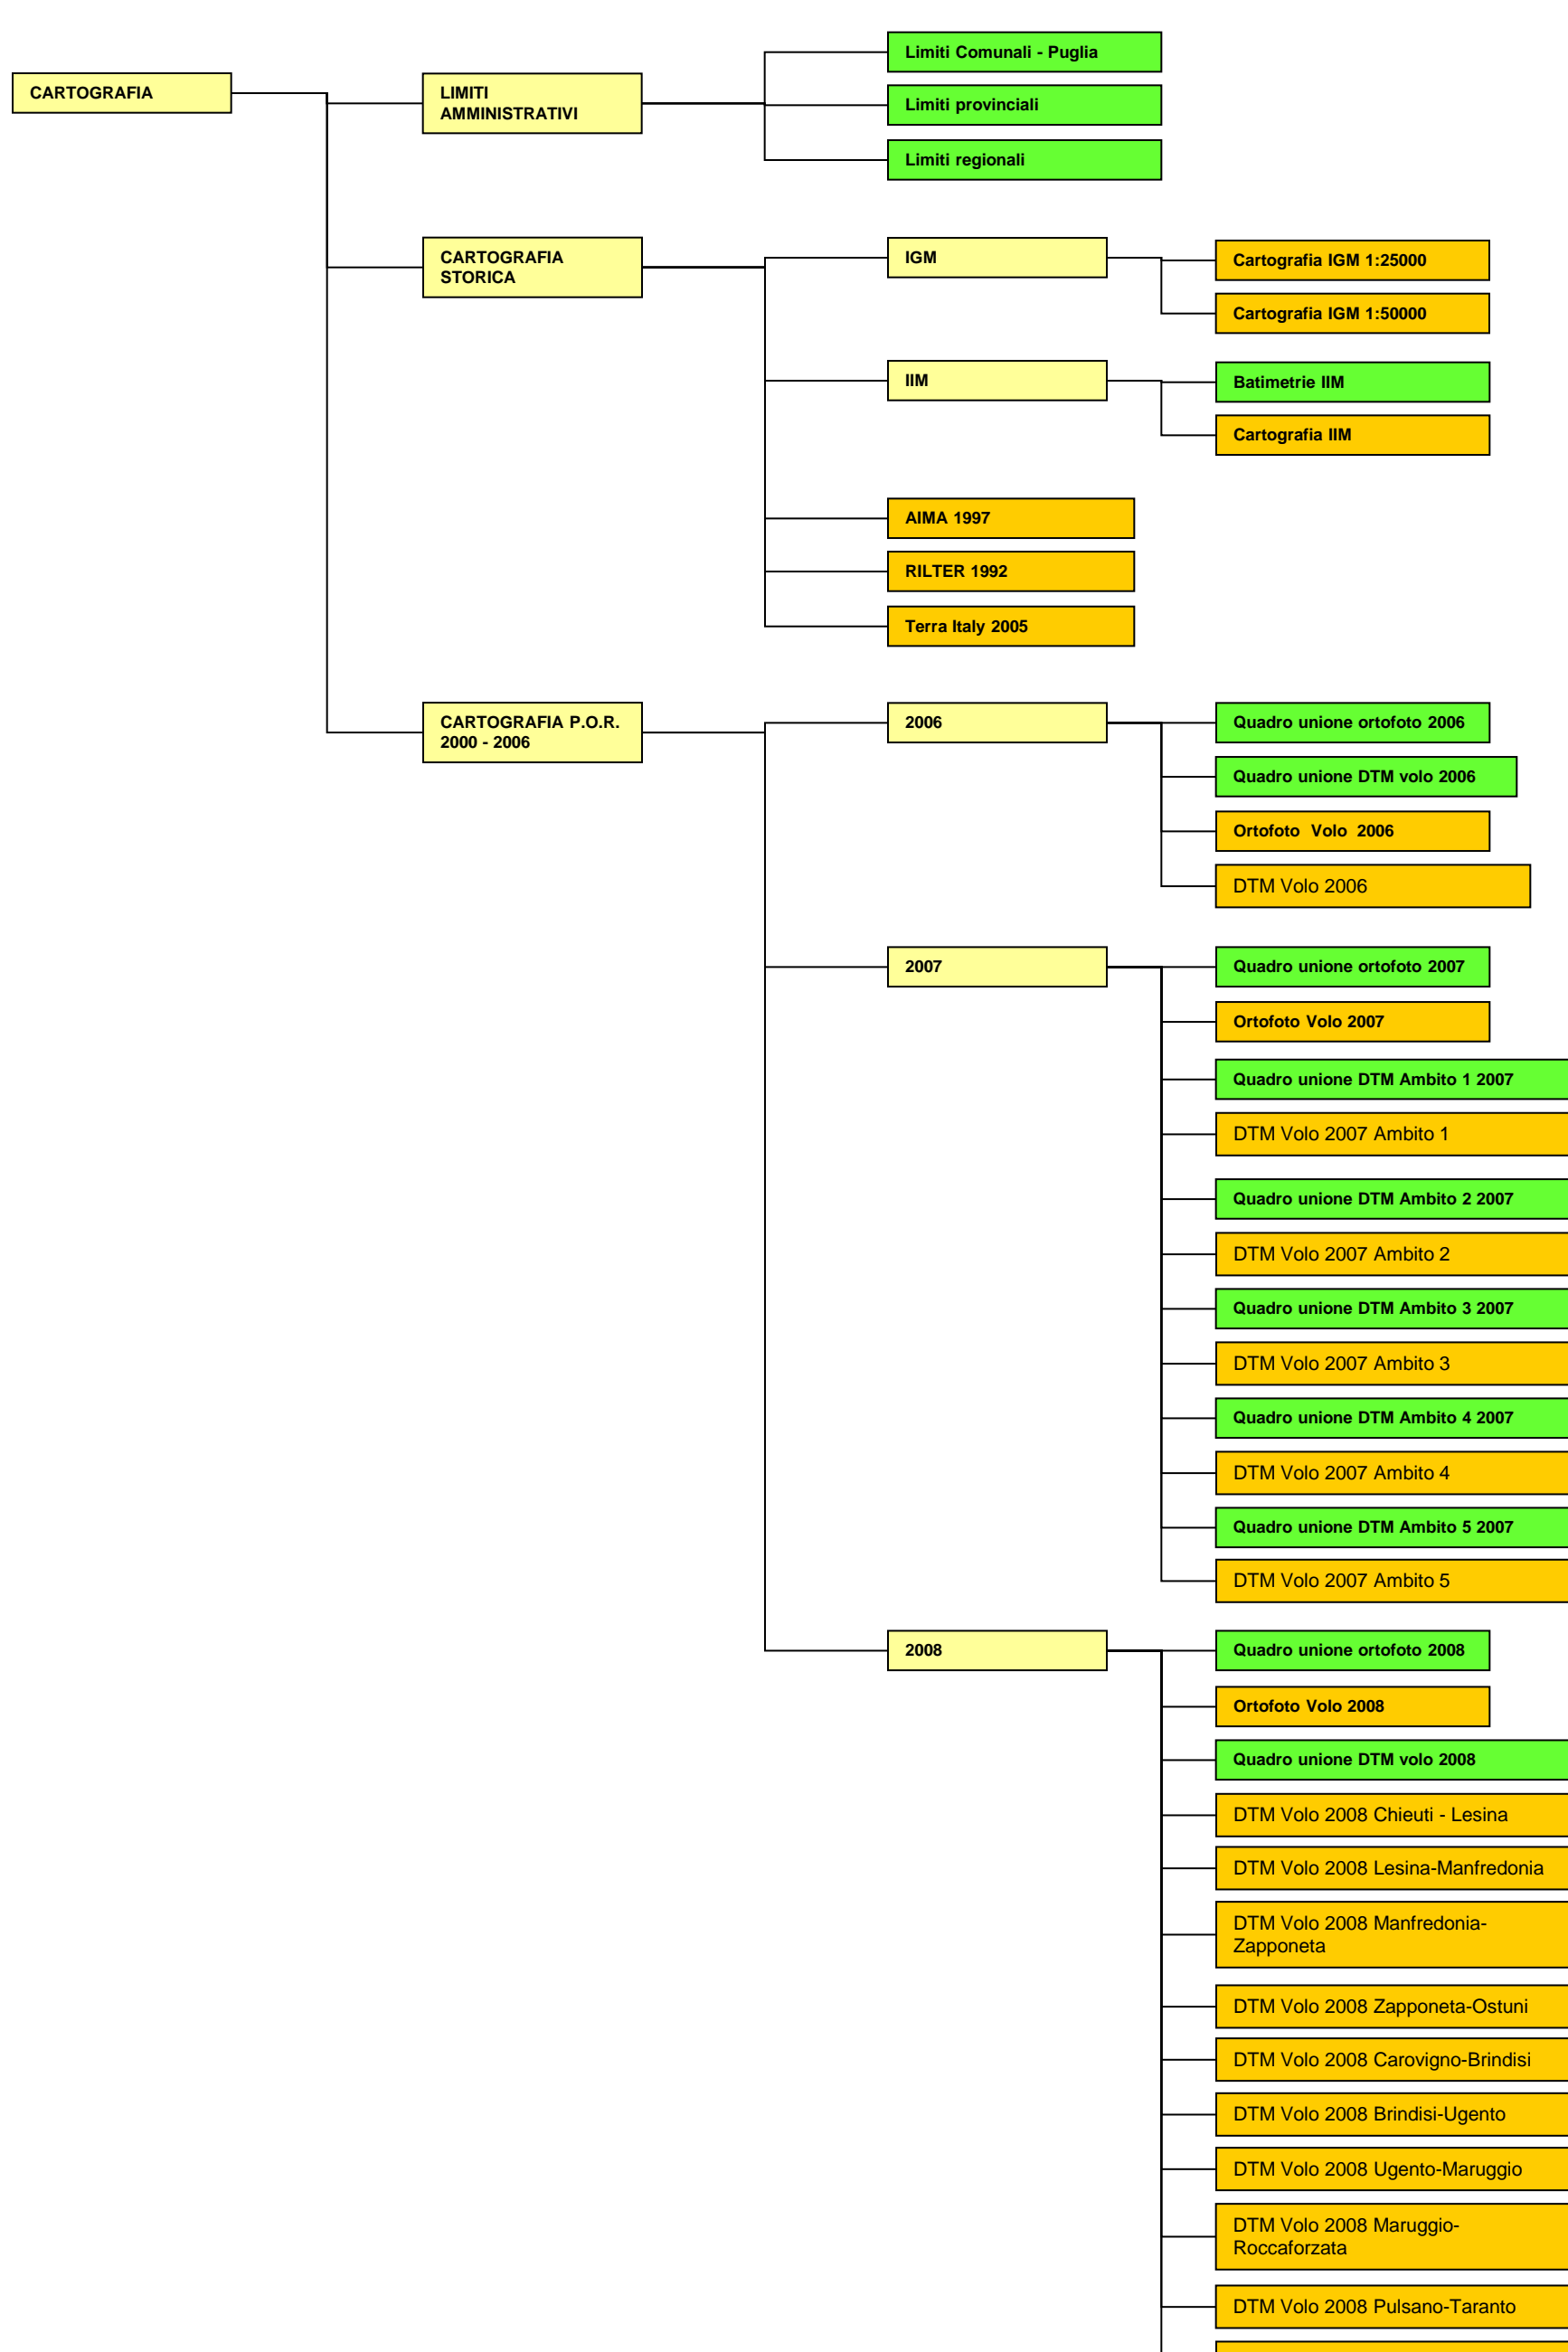 CARTOGRAFIA
LIMITI
AMMINISTRATIVI
Limiti Comunali - Puglia
Limiti provinciali
Limiti regionali
CARTOGRAFIA
STORICA
IGM
Cartografia IGM 1:25000
Cartografia IGM 1:50000
IIM
Batimetrie IIM
Cartografia IIM
AIMA 1997
RILTER 1992
Terra Italy 2005
CARTOGRAFIA P.O.R.
2000 - 2006
2006
Quadro unione ortofoto 2006
Quadro unione DTM volo 2006
Ortofoto Volo 2006
DTM Volo 2006
2007
Quadro unione ortofoto 2007
Ortofoto Volo 2007
Quadro unione DTM Ambito 1 2007
DTM Volo 2007 Ambito 1
Quadro unione DTM Ambito 2 2007
DTM Volo 2007 Ambito 2
Quadro unione DTM Ambito 3 2007
DTM Volo 2007 Ambito 3
Quadro unione DTM Ambito 4 2007
DTM Volo 2007 Ambito 4
Quadro unione DTM Ambito 5 2007
DTM Volo 2007 Ambito 5
2008
Quadro unione ortofoto 2008
Ortofoto Volo 2008
Quadro unione DTM volo 2008
DTM Volo 2008 Chieuti - Lesina
DTM Volo 2008 Lesina-Manfredonia
DTM Volo 2008 Manfredonia-
Zapponeta
DTM Volo 2008 Zapponeta-Ostuni
DTM Volo 2008 Carovigno-Brindisi
DTM Volo 2008 Brindisi-Ugento
DTM Volo 2008 Ugento-Maruggio
DTM Volo 2008 Maruggio-
Roccaforzata
DTM Volo 2008 Pulsano-Taranto